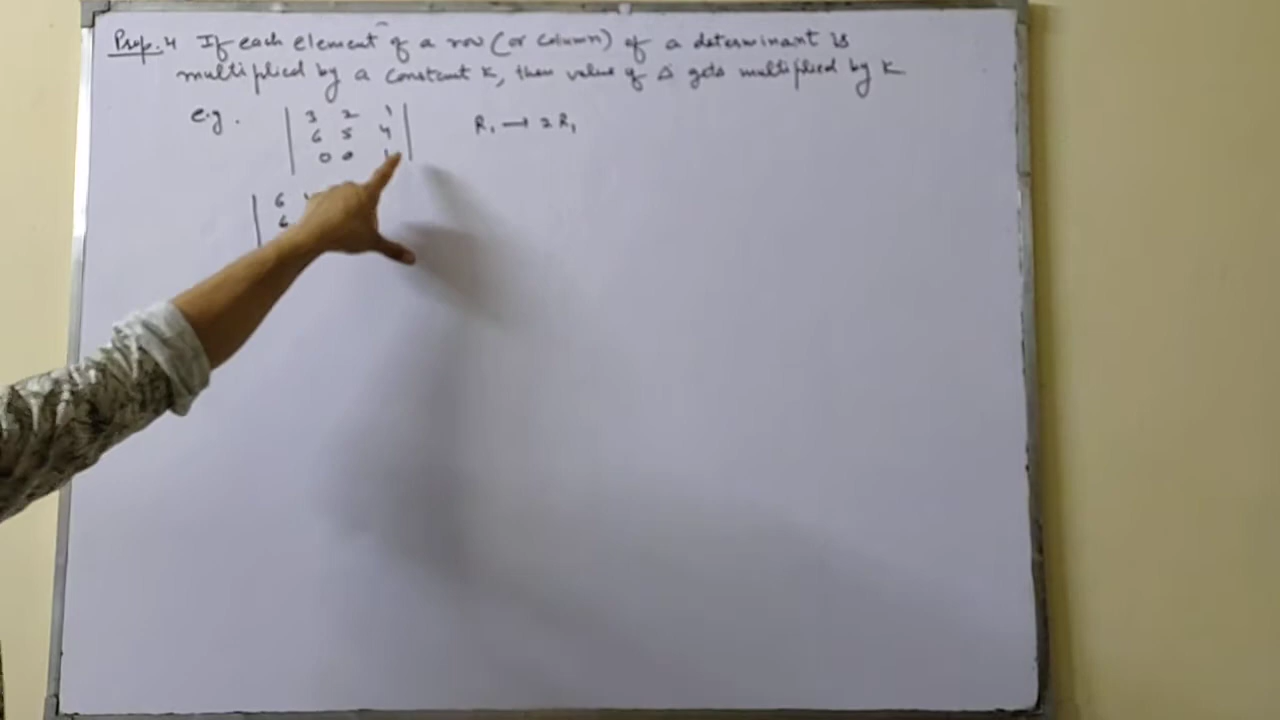 Prop. 4 If each element of a row (or column) of a determinant is
multiplied by a constant k, then value of Δ gets multiplied by k
e.g. | 3 2 1 | R₁ → 2R₁
| 6 5 4 |
| 0 0 1 |
| 6
6